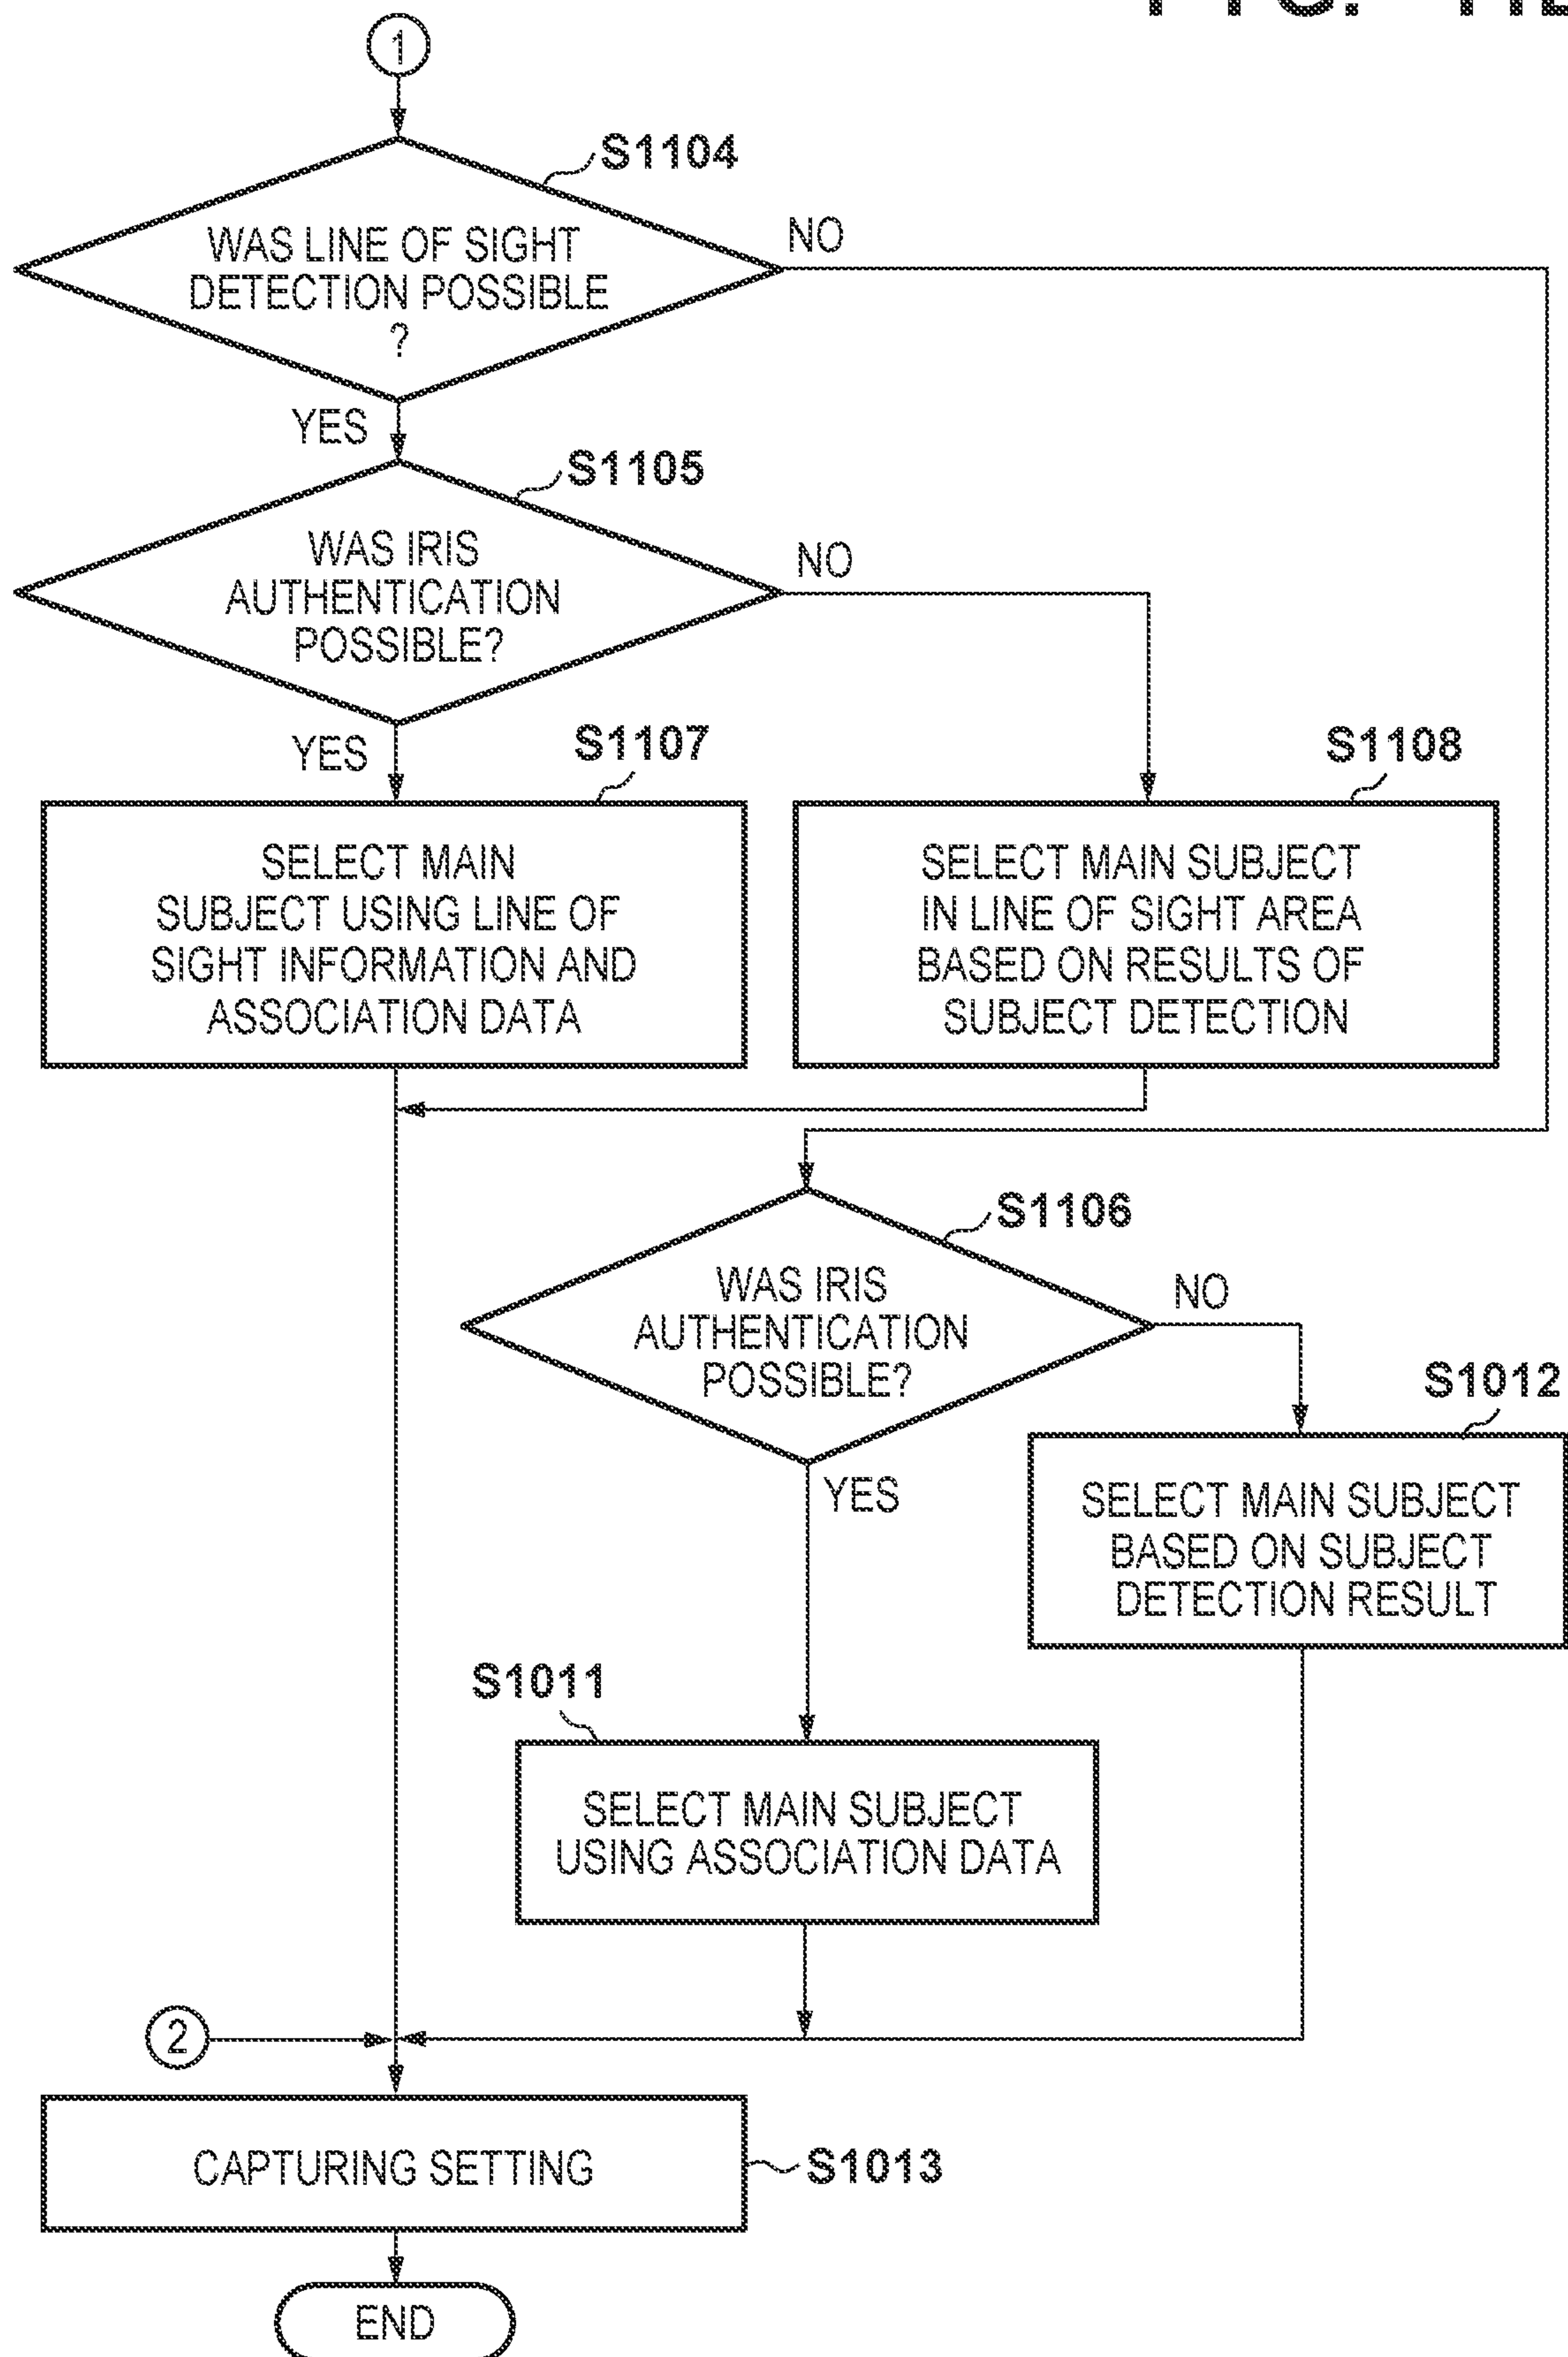 FIG. 11B
1
S1104
WAS LINE OF SIGHT
DETECTION POSSIBLE
?
NO
YES
S1105
WAS IRIS
AUTHENTICATION
POSSIBLE?
NO
YES
S1107
SELECT MAIN
SUBJECT USING LINE OF
SIGHT INFORMATION AND
ASSOCIATION DATA
S1108
SELECT MAIN SUBJECT
IN LINE OF SIGHT AREA
BASED ON RESULTS OF
SUBJECT DETECTION
S1106
WAS IRIS
AUTHENTICATION
POSSIBLE?
NO
YES
S1012
SELECT MAIN SUBJECT
BASED ON SUBJECT
DETECTION RESULT
S1011
SELECT MAIN SUBJECT
USING ASSOCIATION DATA
2
CAPTURING SETTING
S1013
END